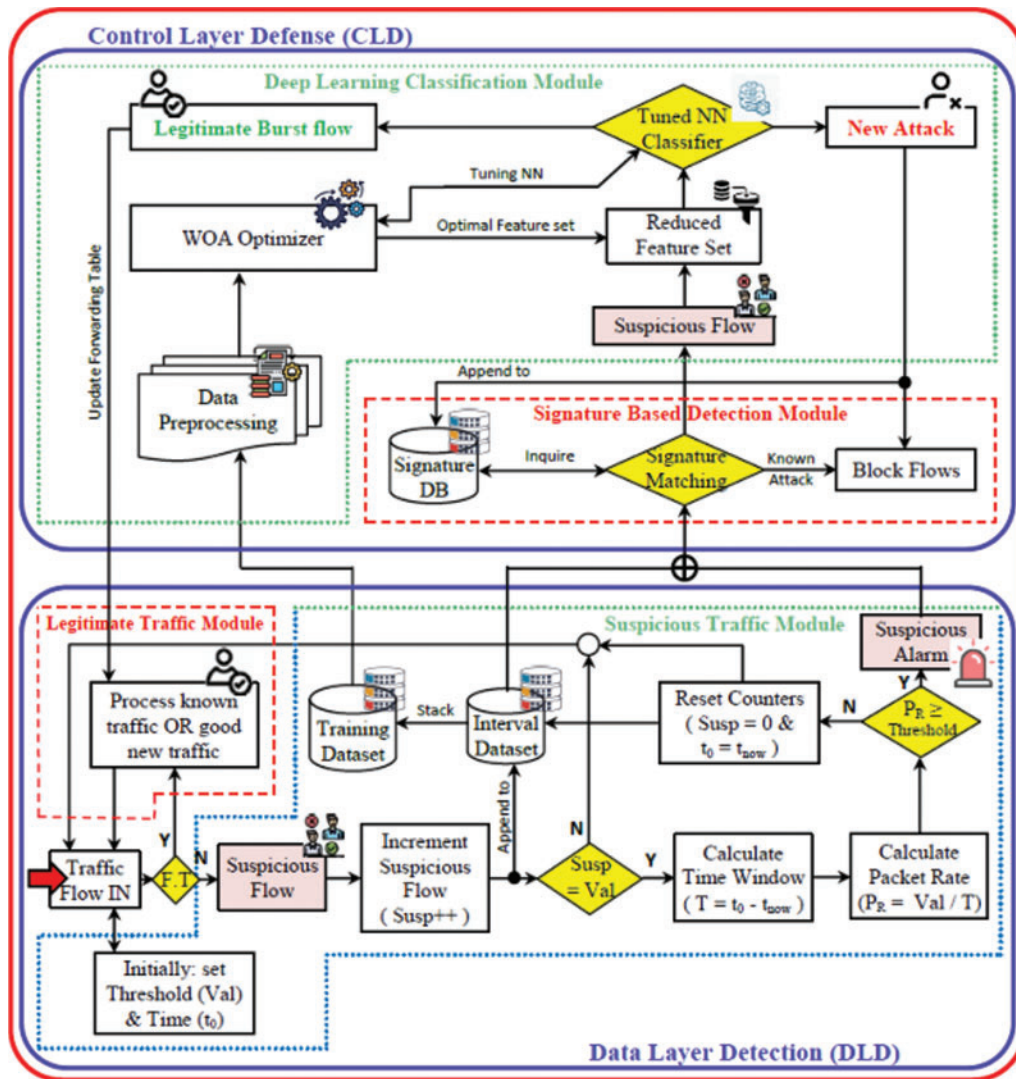 Control Layer Defense (CLD)
Deep Learning Classification Module
Legitimate Burst flow
Tuned NN
Classifier
New Attack
Tuning NN
WOA Optimizer
Optimal Feature set
Reduced
Feature Set
Update Forwarding Table
Suspicious Flow
Data
Preprocessing
Append to
Signature Based Detection Module
Signature
DB
Inquire
Signature
Matching
Known
Attack
Block Flows
Legitimate Traffic Module
Suspicious Traffic Module
Suspicious
Alarm
Process known
traffic OR good
new traffic
Training
Dataset
Stack
Interval
Dataset
Reset Counters
( Susp = 0 &
t₀ = tnow )
N
Y
PR ≥
Threshold
Append to
N
Traffic
Flow IN
Y
F.T
N
Suspicious
Flow
Increment
Suspicious
Flow
( Susp++ )
Susp
= Val
Y
Calculate
Time Window
( T = t₀ - tnow )
Calculate
Packet Rate
(PR = Val / T)
Initially: set
Threshold (Val)
& Time (t₀)
Data Layer Detection (DLD)